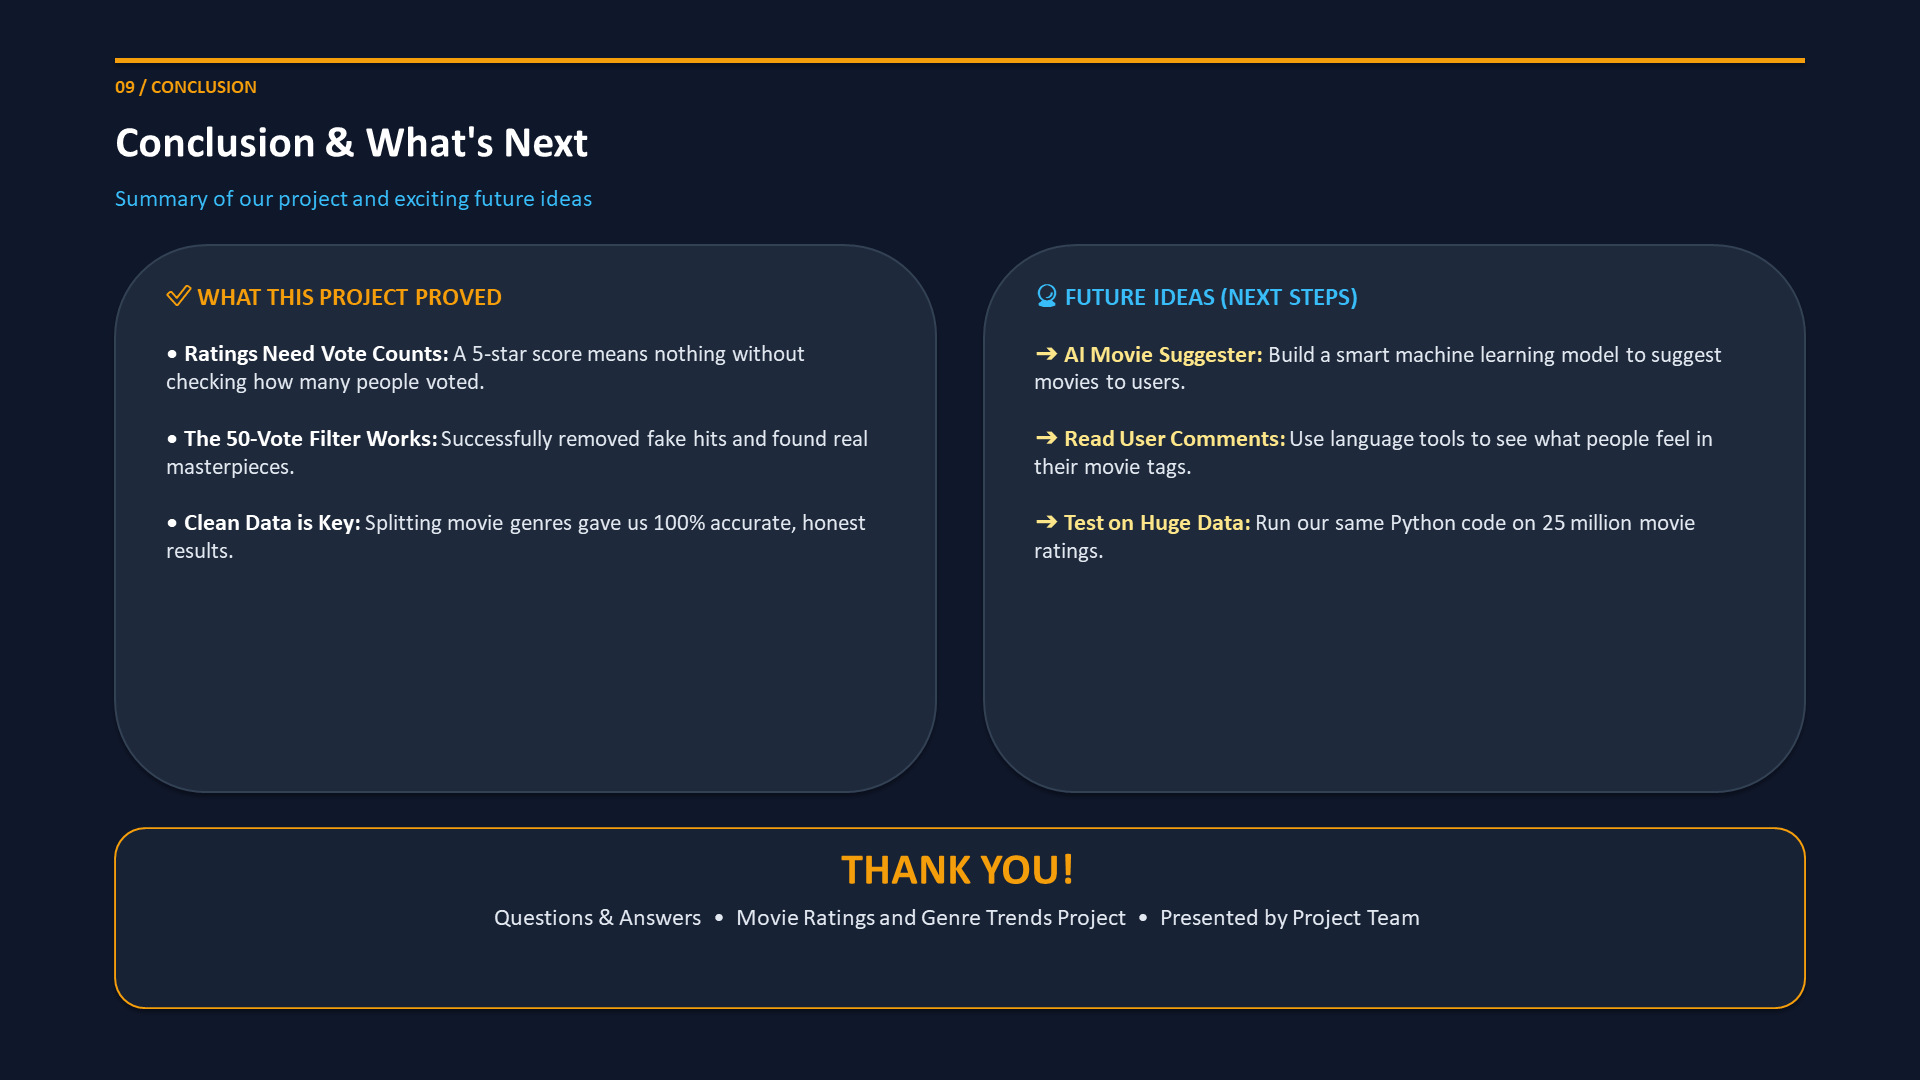 09 / CONCLUSION
Conclusion & What's Next
Summary of our project and exciting future ideas
✓ WHAT THIS PROJECT PROVED
• Ratings Need Vote Counts: A 5-star score means nothing without
checking how many people voted.
• The 50-Vote Filter Works: Successfully removed fake hits and found real
masterpieces.
• Clean Data is Key: Splitting movie genres gave us 100% accurate, honest
results.
🔮 FUTURE IDEAS (NEXT STEPS)
➔ AI Movie Suggester: Build a smart machine learning model to suggest
movies to users.
➔ Read User Comments: Use language tools to see what people feel in
their movie tags.
➔ Test on Huge Data: Run our same Python code on 25 million movie
ratings.
THANK YOU!
Questions & Answers • Movie Ratings and Genre Trends Project • Presented by Project Team